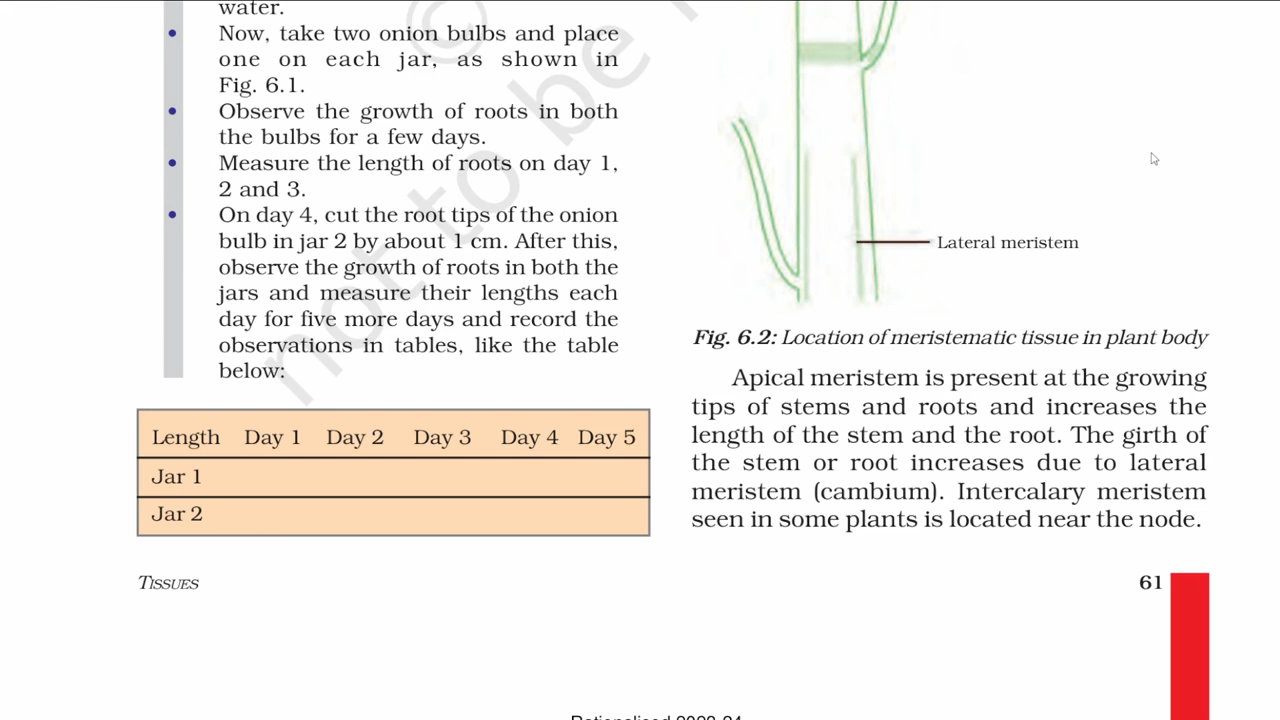 water.
• Now, take two onion bulbs and place
one on each jar, as shown in
Fig. 6.1.
• Observe the growth of roots in both
the bulbs for a few days.
• Measure the length of roots on day 1,
2 and 3.
• On day 4, cut the root tips of the onion
bulb in jar 2 by about 1 cm. After this,
observe the growth of roots in both the
jars and measure their lengths each
day for five more days and record the
observations in tables, like the table
below:
Length Day 1 Day 2 Day 3 Day 4 Day 5
Jar 1
Jar 2
Lateral meristem
Fig. 6.2: Location of meristematic tissue in plant body
Apical meristem is present at the growing
tips of stems and roots and increases the
length of the stem and the root. The girth of
the stem or root increases due to lateral
meristem (cambium). Intercalary meristem
seen in some plants is located near the node.
TISSUES
61
©
not to be